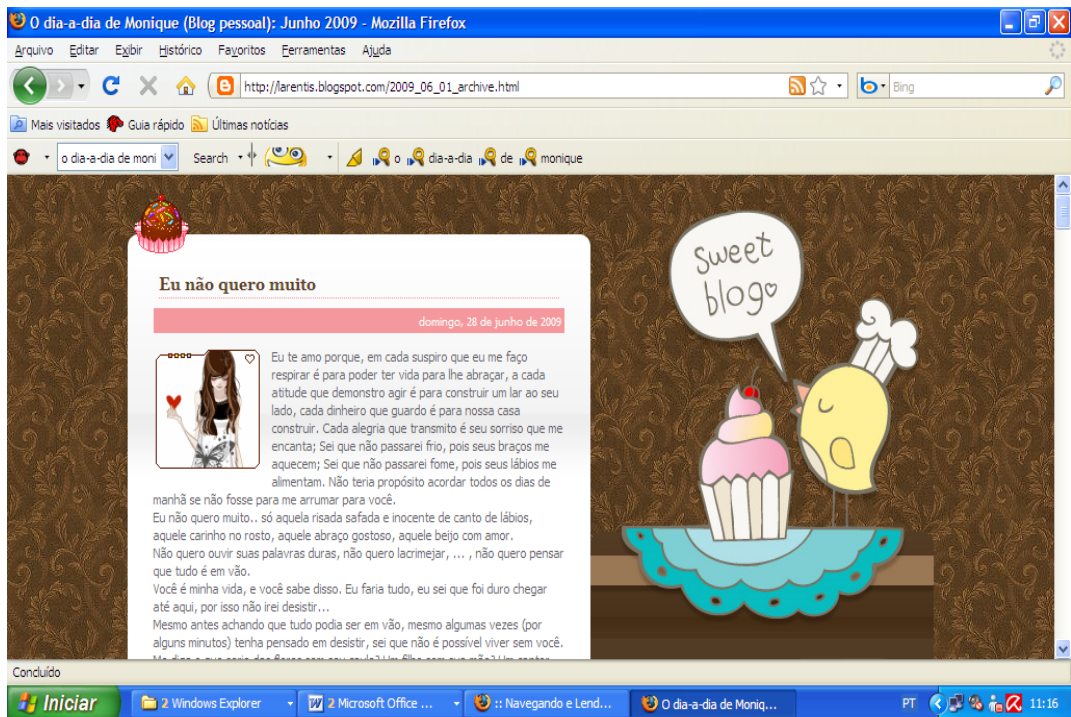 O dia-a-dia de Monique (Blog pessoal): Junho 2009 - Mozilla Firefox
Arquivo Editar Exibir Histórico Favoritos Ferramentas Ajuda
http://larentis.blogspot.com/2009_06_01_archive.html
Bing
Mais visitados Guia rápido Últimas notícias
o dia-a-dia de moni Search o dia-a-dia de monique
Sweet
blog
Eu não quero muito
domingo, 28 de junho de 2009
Eu te amo porque, em cada suspiro que eu me faço
respirar é para poder ter vida para lhe abraçar, a cada
atitude que demonstro agir é para construir um lar ao seu
lado, cada dinheiro que guardo é para nossa casa
construir. Cada alegria que transmito é seu sorriso que me
encanta; Sei que não passarei frio, pois seus braços me
aquecem; Sei que não passarei fome, pois seus lábios me
alimentam. Não teria propósito acordar todos os dias de
manhã se não fosse para me arrumar para você.
Eu não quero muito.. só aquela risada safada e inocente de canto de lábios,
aquele carinho no rosto, aquele abraço gostoso, aquele beijo com amor.
Não quero ouvir suas palavras duras, não quero lacrimejar, ... , não quero pensar
que tudo é em vão.
Você é minha vida, e você sabe disso. Eu faria tudo, eu sei que foi duro chegar
até aqui, por isso não irei desistir...
Mesmo antes achando que tudo podia ser em vão, mesmo algumas vezes (por
alguns minutos) tenha pensado em desistir, sei que não é possível viver sem você.
Concluído
Iniciar 2 Windows Explorer 2 Microsoft Office ... :: Navegando e Lend... O dia-a-dia de Moniq... PT 11:16